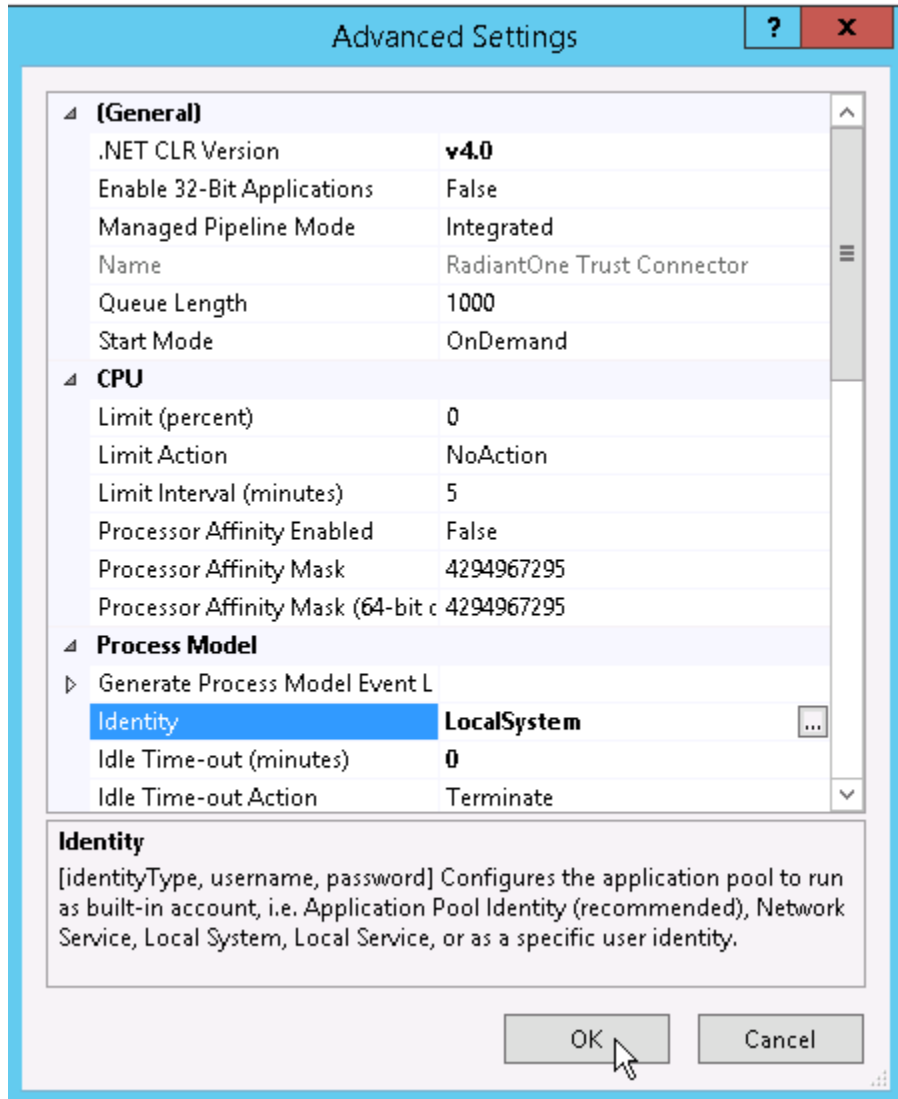 Advanced Settings
? x
(General)
.NET CLR Version v4.0
Enable 32-Bit Applications False
Managed Pipeline Mode Integrated
Name RadiantOne Trust Connector
Queue Length 1000
Start Mode OnDemand
CPU
Limit (percent) 0
Limit Action NoAction
Limit Interval (minutes) 5
Processor Affinity Enabled False
Processor Affinity Mask 4294967295
Processor Affinity Mask (64-bit c 4294967295
Process Model
Generate Process Model Event L
Identity LocalSystem ...
Idle Time-out (minutes) 0
Idle Time-out Action Terminate
Identity
[identityType, username, password] Configures the application pool to run
as built-in account, i.e. Application Pool Identity (recommended), Network
Service, Local System, Local Service, or as a specific user identity.
OK Cancel